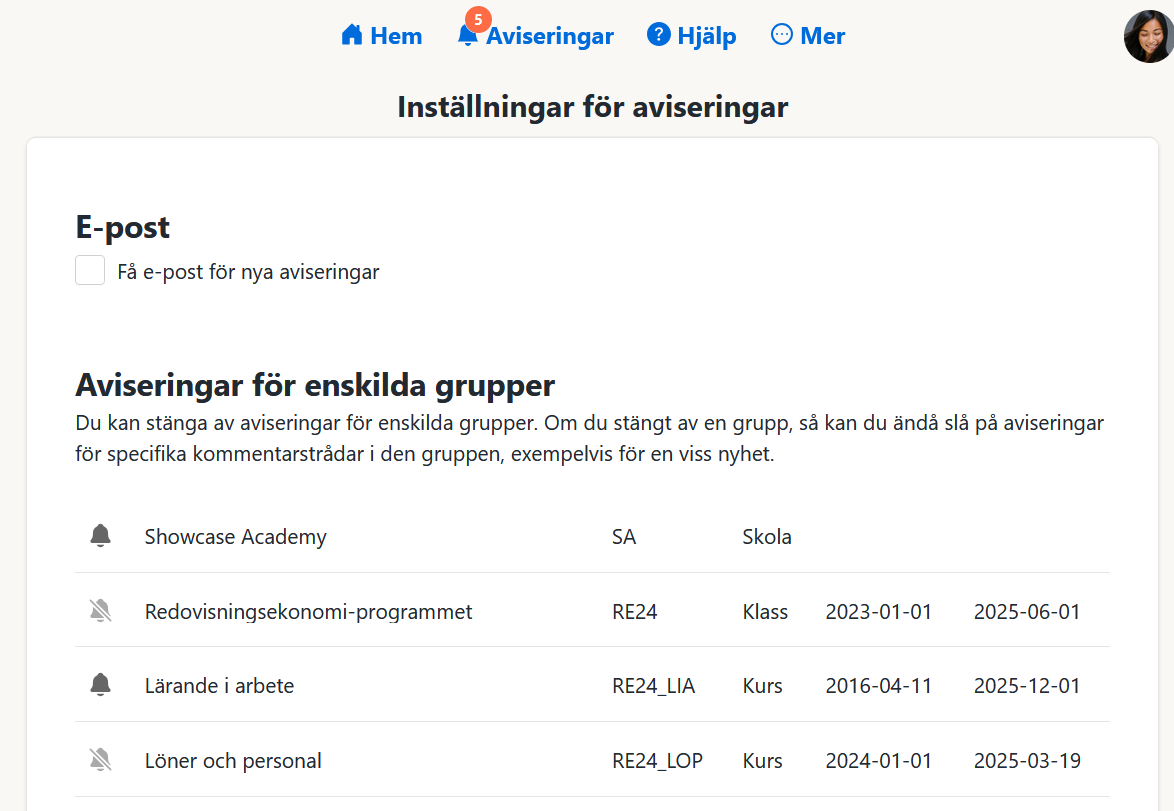 Hem 5 Aviseringar Hjälp Mer
Inställningar för aviseringar
E-post
Få e-post för nya aviseringar
Aviseringar för enskilda grupper
Du kan stänga av aviseringar för enskilda grupper. Om du stängt av en grupp, så kan du ändå slå på aviseringar
för specifika kommentarstrådar i den gruppen, exempelvis för en viss nyhet.
Showcase Academy SA Skola
Redovisningsekonomi-programmet RE24 Klass 2023-01-01 2025-06-01
Lärande i arbete RE24_LIA Kurs 2016-04-11 2025-12-01
Löner och personal RE24_LOP Kurs 2024-01-01 2025-03-19